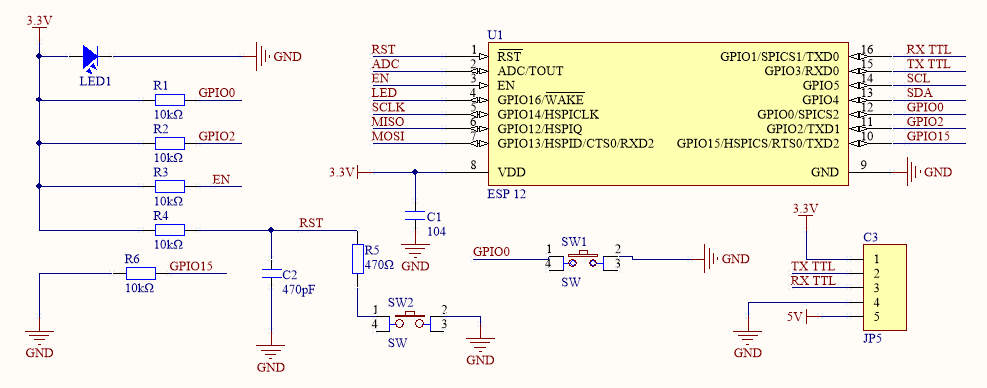 3.3V
LED1
GND
R1
10kΩ
GPIO0
R2
10kΩ
GPIO2
R3
10kΩ
EN
R4
10kΩ
RST
R6
10kΩ
GPIO15
GND
C2
470pF
GND
R5
470Ω
1
4
SW2
SW
2
3
GND
U1
RST 1 RST
ADC 2 ADC/TOUT
EN 3 EN
LED 4 GPIO16/WAKE
SCLK 5 GPIO14/HSPICLK
MISO 6 GPIO12/HSPIQ
MOSI 7 GPIO13/HSPID/CTS0/RXD2
3.3V 8 VDD
GPIO1/SPICS1/TXD0 16 RX TTL
GPIO3/RXD0 15 TX TTL
GPIO5 14 SCL
GPIO4 13 SDA
GPIO0/SPICS2 12 GPIO0
GPIO2/TXD1 11 GPIO2
GPIO15/HSPICS/RTS0/TXD2 10 GPIO15
GND 9 GND
ESP 12
C1
104
GND
GPIO0
1
4
SW1
SW
2
3
GND
3.3V
C3
1
TX TTL 2
RX TTL 3
4
5V 5
JP5
GND